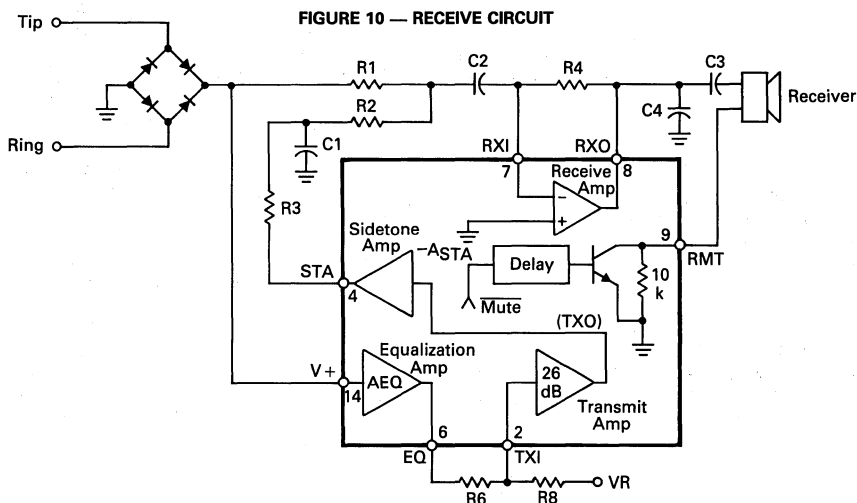 FIGURE 10 — RECEIVE CIRCUIT
Tip
Ring
R1
R2
C1
R3
C2
R4
C3
C4
Receiver
RXI
7
RXO
8
Receive
Amp
−
+
Sidetone
Amp
−ASTA
STA
4
Delay
Mute
9
RMT
10
k
(TXO)
Equalization
Amp
V+
14
AEQ
26
dB
Transmit
Amp
6
EQ
2
TXI
R6
R8
VR